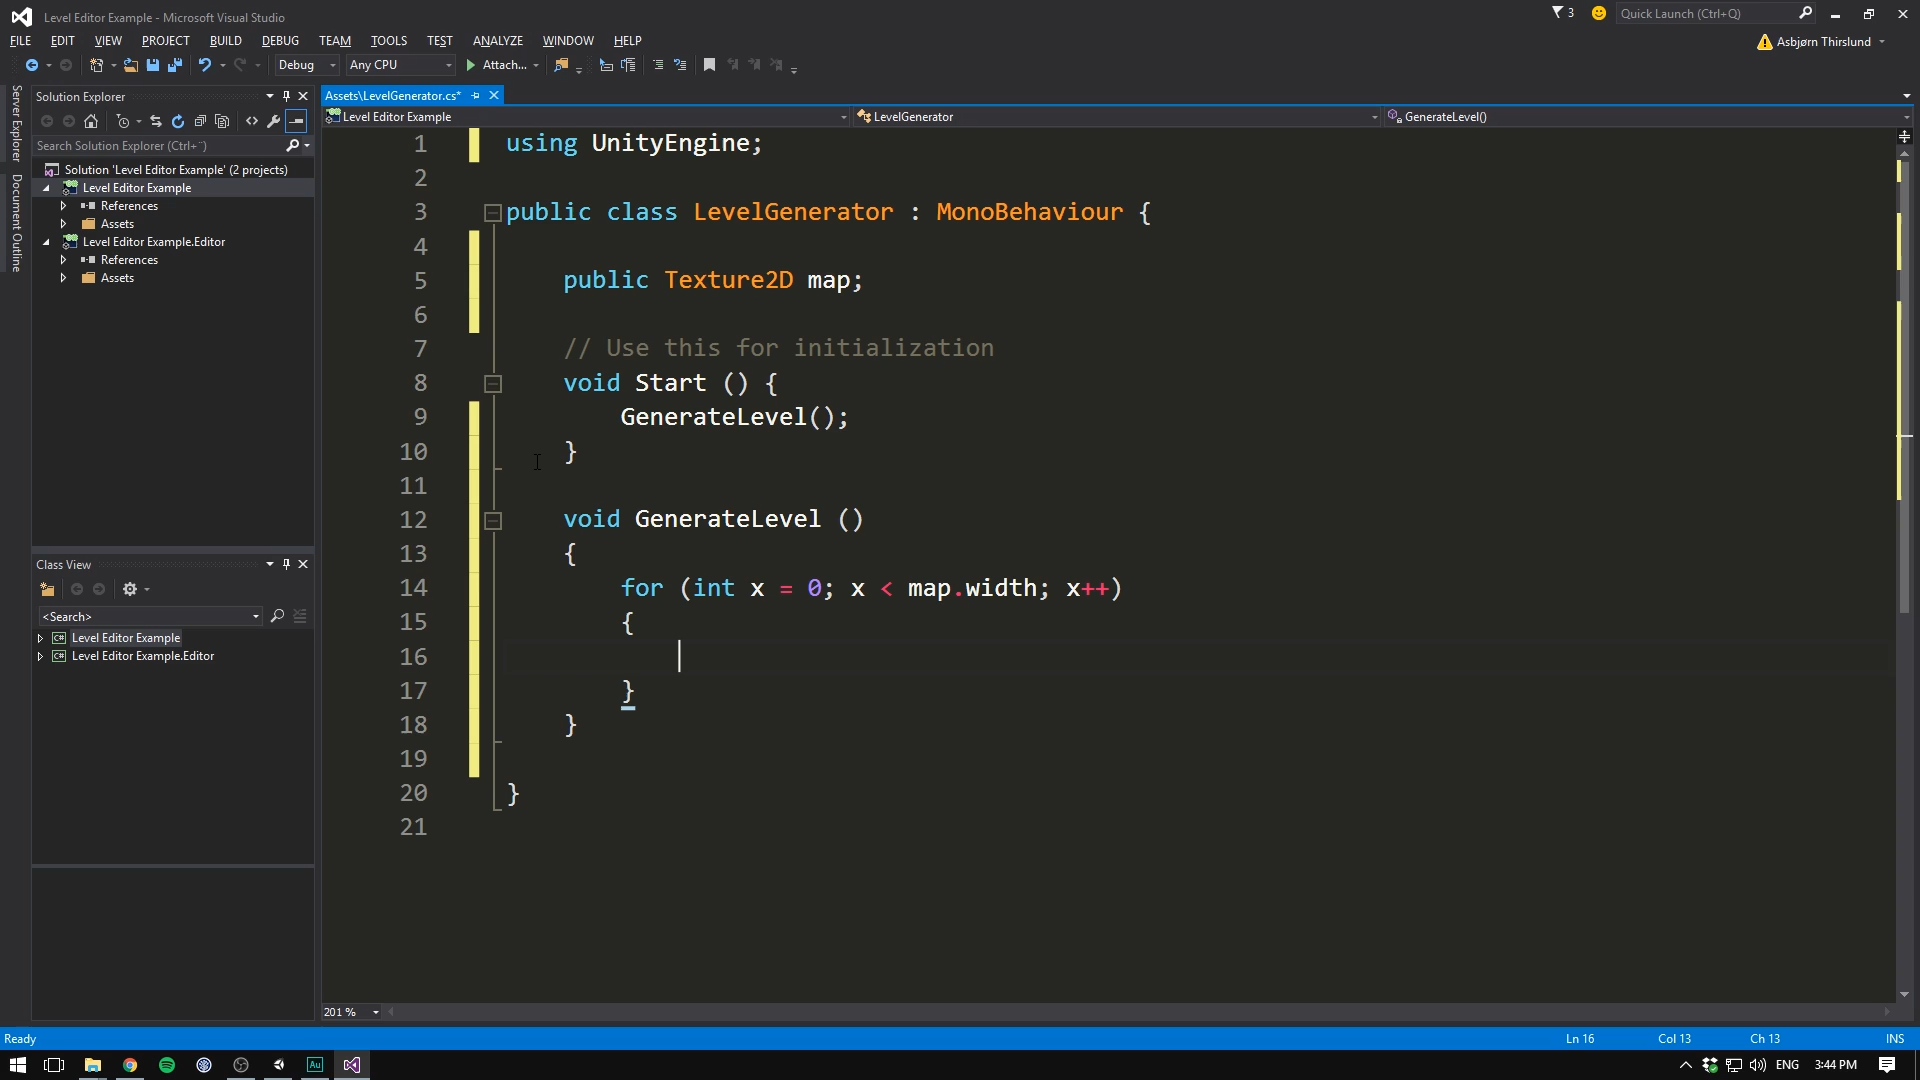 Level Editor Example - Microsoft Visual Studio
3
Quick Launch (Ctrl+Q)
FILE EDIT VIEW PROJECT BUILD DEBUG TEAM TOOLS TEST ANALYZE WINDOW HELP
Asbjørn Thirslund
Debug Any CPU Attach...
Server Explorer
Document Outline
Solution Explorer
Search Solution Explorer (Ctrl+¨)
Solution 'Level Editor Example' (2 projects)
Level Editor Example
References
Assets
Level Editor Example.Editor
References
Assets
Class View
<Search>
Level Editor Example
Level Editor Example.Editor
Assets\LevelGenerator.cs*
Level Editor Example LevelGenerator GenerateLevel()
1 using UnityEngine;
2
3 public class LevelGenerator : MonoBehaviour {
4
5 public Texture2D map;
6
7 // Use this for initialization
8 void Start () {
9 GenerateLevel();
10 }
11
12 void GenerateLevel ()
13 {
14 for (int x = 0; x < map.width; x++)
15 {
16
17 }
18 }
19
20 }
21
201 %
Ready Ln 16 Col 13 Ch 13 INS
Au ENG 3:44 PM